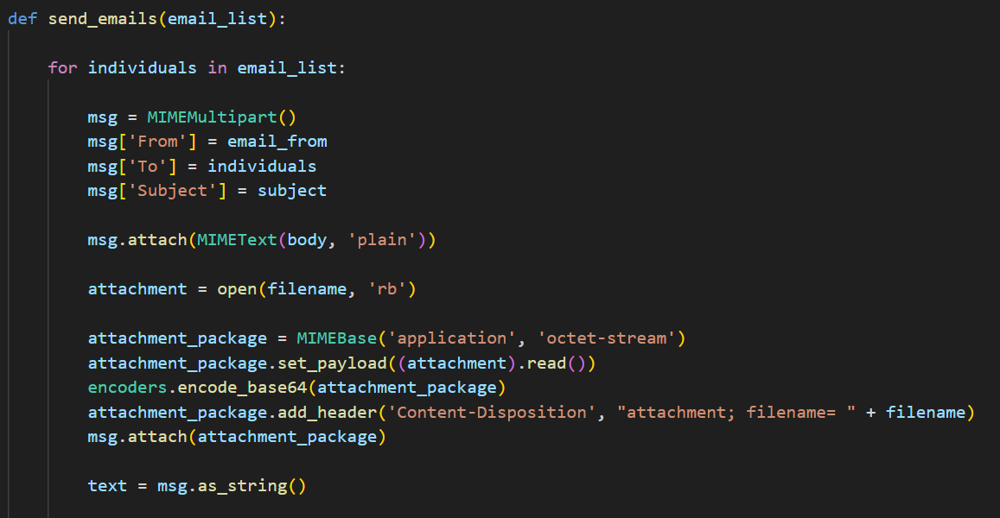 def send_emails(email_list):
for individuals in email_list:
msg = MIMEMultipart()
msg['From'] = email_from
msg['To'] = individuals
msg['Subject'] = subject
msg.attach(MIMEText(body, 'plain'))
attachment = open(filename, 'rb')
attachment_package = MIMEBase('application', 'octet-stream')
attachment_package.set_payload((attachment).read())
encoders.encode_base64(attachment_package)
attachment_package.add_header('Content-Disposition', "attachment; filename= " + filename)
msg.attach(attachment_package)
text = msg.as_string()